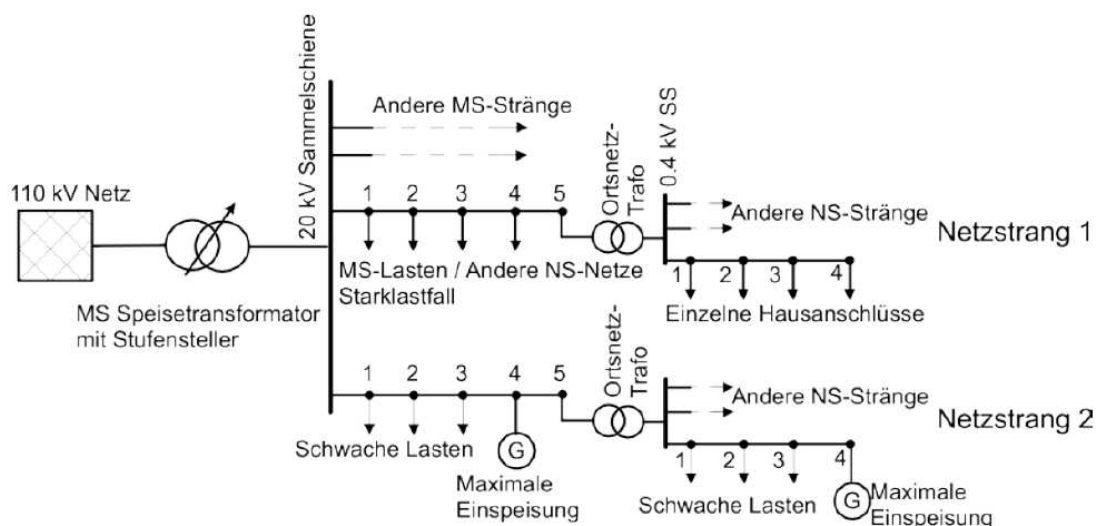 110 kV Netz
MS Speisetransformator
mit Stufensteller
20 kV Sammelschiene
Andere MS-Stränge
1 2 3 4 5
MS-Lasten / Andere NS-Netze
Starklastfall
Ortsnetz-
Trafo
0.4 kV SS
Andere NS-Stränge
1 2 3 4
Einzelne Hausanschlüsse
Netzstrang 1
1 2 3 4 5
Schwache Lasten
G
Maximale
Einspeisung
Ortsnetz-
Trafo
Andere NS-Stränge
1 2 3 4
Schwache Lasten
G
Maximale
Einspeisung
Netzstrang 2